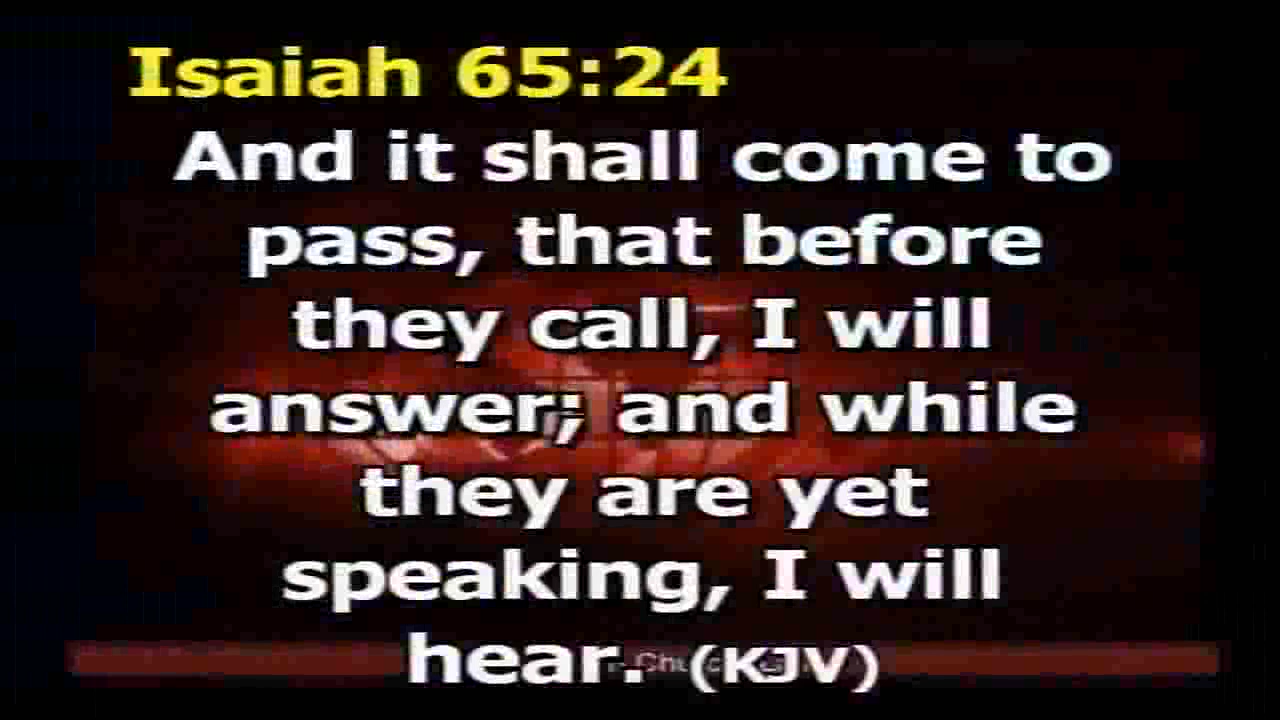 Isaiah 65:24
And it shall come to
pass, that before
they call, I will
answer; and while
they are yet
speaking, I will
hear. (KJV)